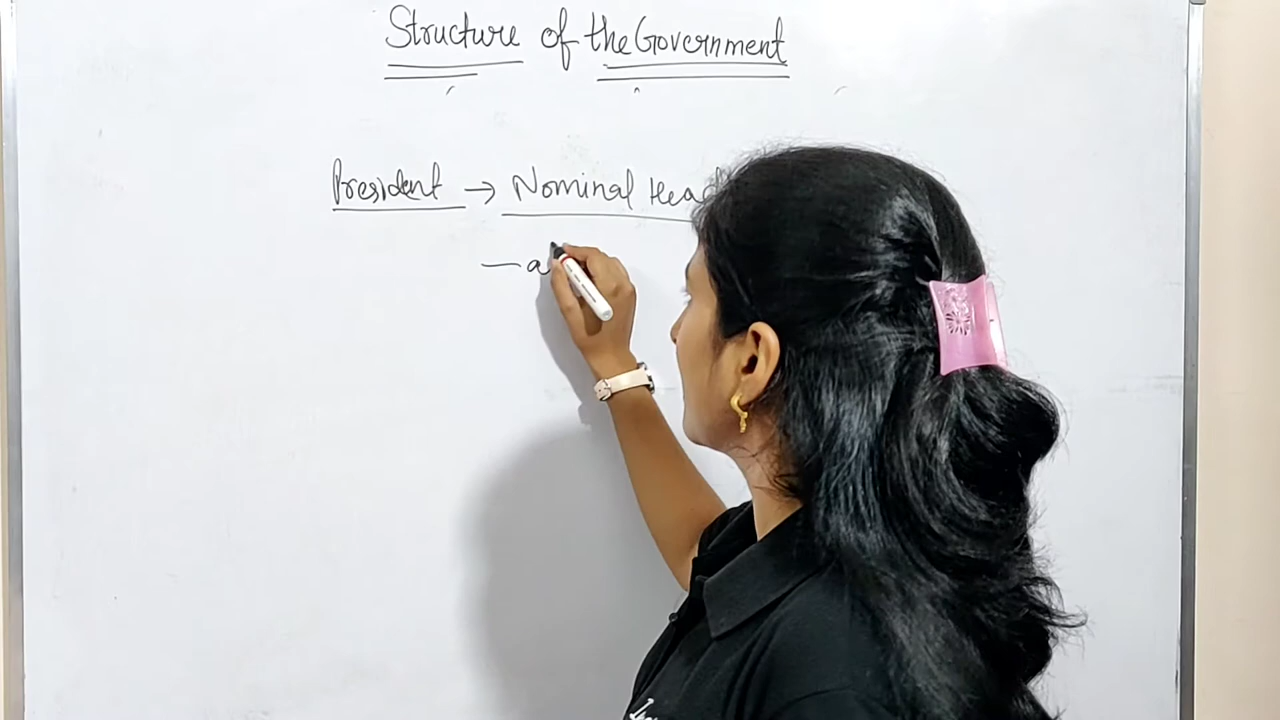 Structure of the Government
President → Nominal Head
— a